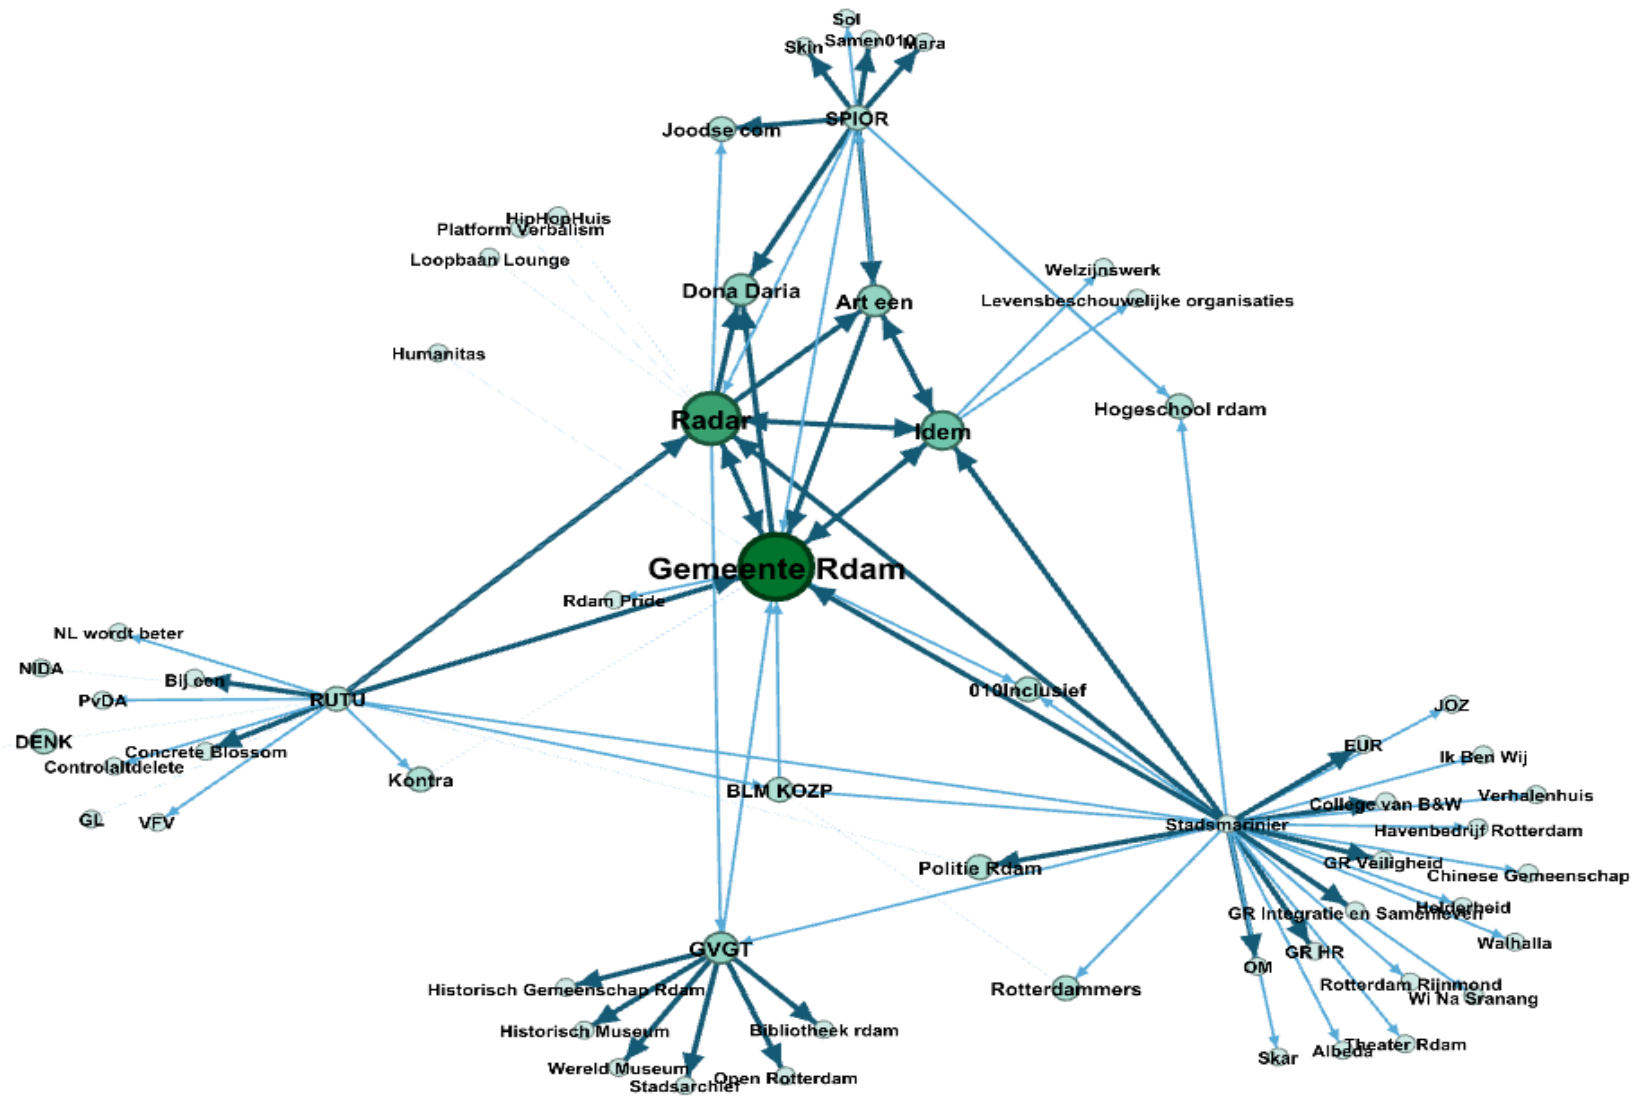 Sol
Skin
Samen010
Mara
SPIOR
Joodse com
HipHopHuis
Platform Verbalism
Loopbaan Lounge
Welzijnswerk
Dona Daria
Art een
Levensbeschouwelijke organisaties
Humanitas
Hogeschool rdam
Radar
Idem
Gemeente Rdam
Rdam Pride
NL wordt beter
NIDA
Bij een
PvDA
RUTU
010Inclusief
JOZ
DENK
Concrete Blossom
EUR
Ik Ben Wij
Controlaltdelete
Kontra
BLM KOZP
College van B&W
Verhalenhuis
GL
VFV
Stadsmarinier
Havenbedrijf Rotterdam
Politie Rdam
GR Veiligheid
Chinese Gemeenschap
GR Integratie en Samenleven
Helderheid
GVGT
GR HR
Walhalla
OM
Historisch Gemeenschap Rdam
Rotterdammers
Rotterdam Rijnmond
Wi Na Sranang
Historisch Museum
Bibliotheek rdam
Theater Rdam
Albeda
Skar
Wereld Museum
Open Rotterdam
Stadsarchief